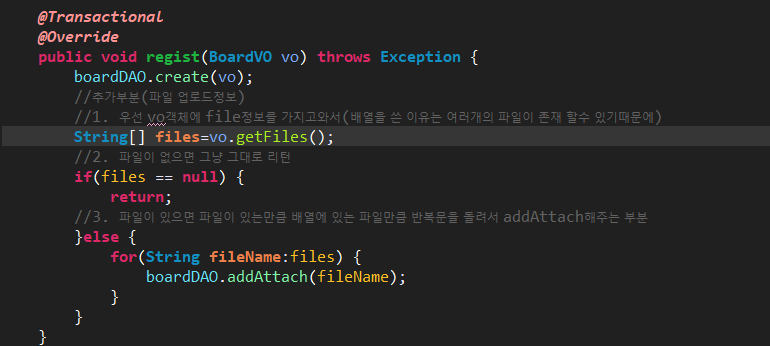 @Transactional
@Override
public void regist(BoardVO vo) throws Exception {
boardDAO.create(vo);
//추가부분(파일 업로드정보)
//1. 우선 vo객체에 file정보를 가지고와서(배열을 쓴 이유는 여러개의 파일이 존재 할수 있기때문에)
String[] files=vo.getFiles();
//2. 파일이 없으면 그냥 그대로 리턴
if(files == null) {
return;
//3. 파일이 있으면 파일이 있는만큼 배열에 있는 파일만큼 반복문을 돌려서 addAttach해주는 부분
}else {
for(String fileName:files) {
boardDAO.addAttach(fileName);
}
}
}